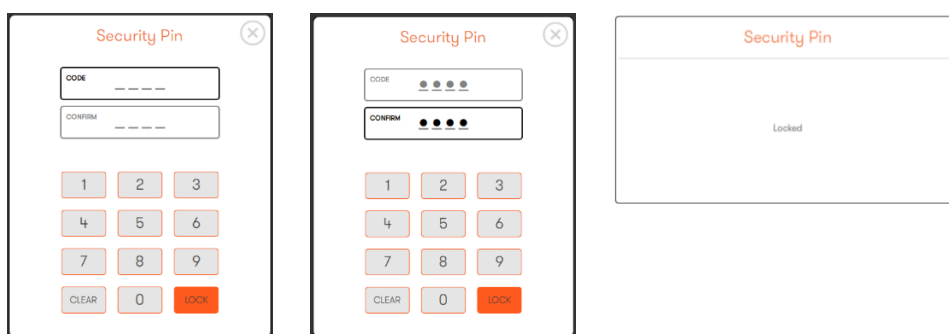 Security Pin
CODE
CONFIRM
1 2 3
4 5 6
7 8 9
CLEAR 0 LOCK
Security Pin
CODE
CONFIRM
1 2 3
4 5 6
7 8 9
CLEAR 0 LOCK
Security Pin
Locked